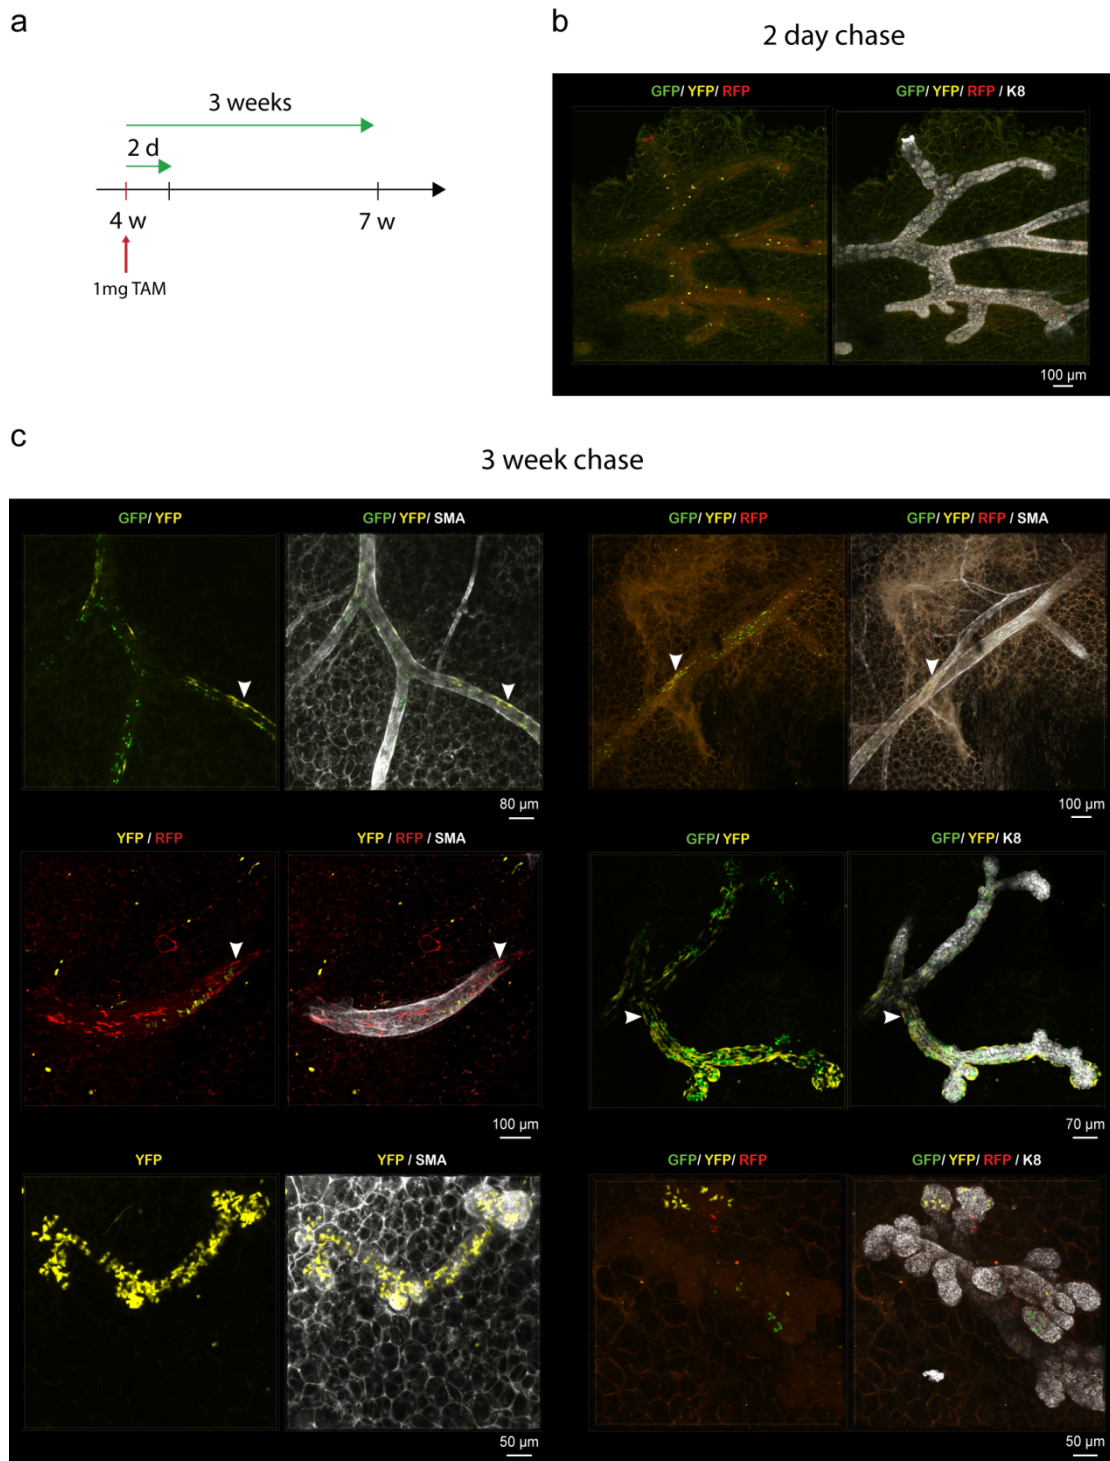 a
3 weeks
2 d
4 w
7 w
1mg TAM
b
2 day chase
GFP/ YFP/ RFP
GFP/ YFP/ RFP / K8
100 µm
c
3 week chase
GFP/ YFP
GFP/ YFP/ SMA
80 µm
GFP/ YFP/ RFP
GFP/ YFP/ RFP / SMA
100 µm
YFP / RFP
YFP / RFP / SMA
100 µm
GFP/ YFP
GFP/ YFP/ K8
70 µm
YFP
YFP / SMA
50 µm
GFP/ YFP/ RFP
GFP/ YFP/ RFP / K8
50 µm